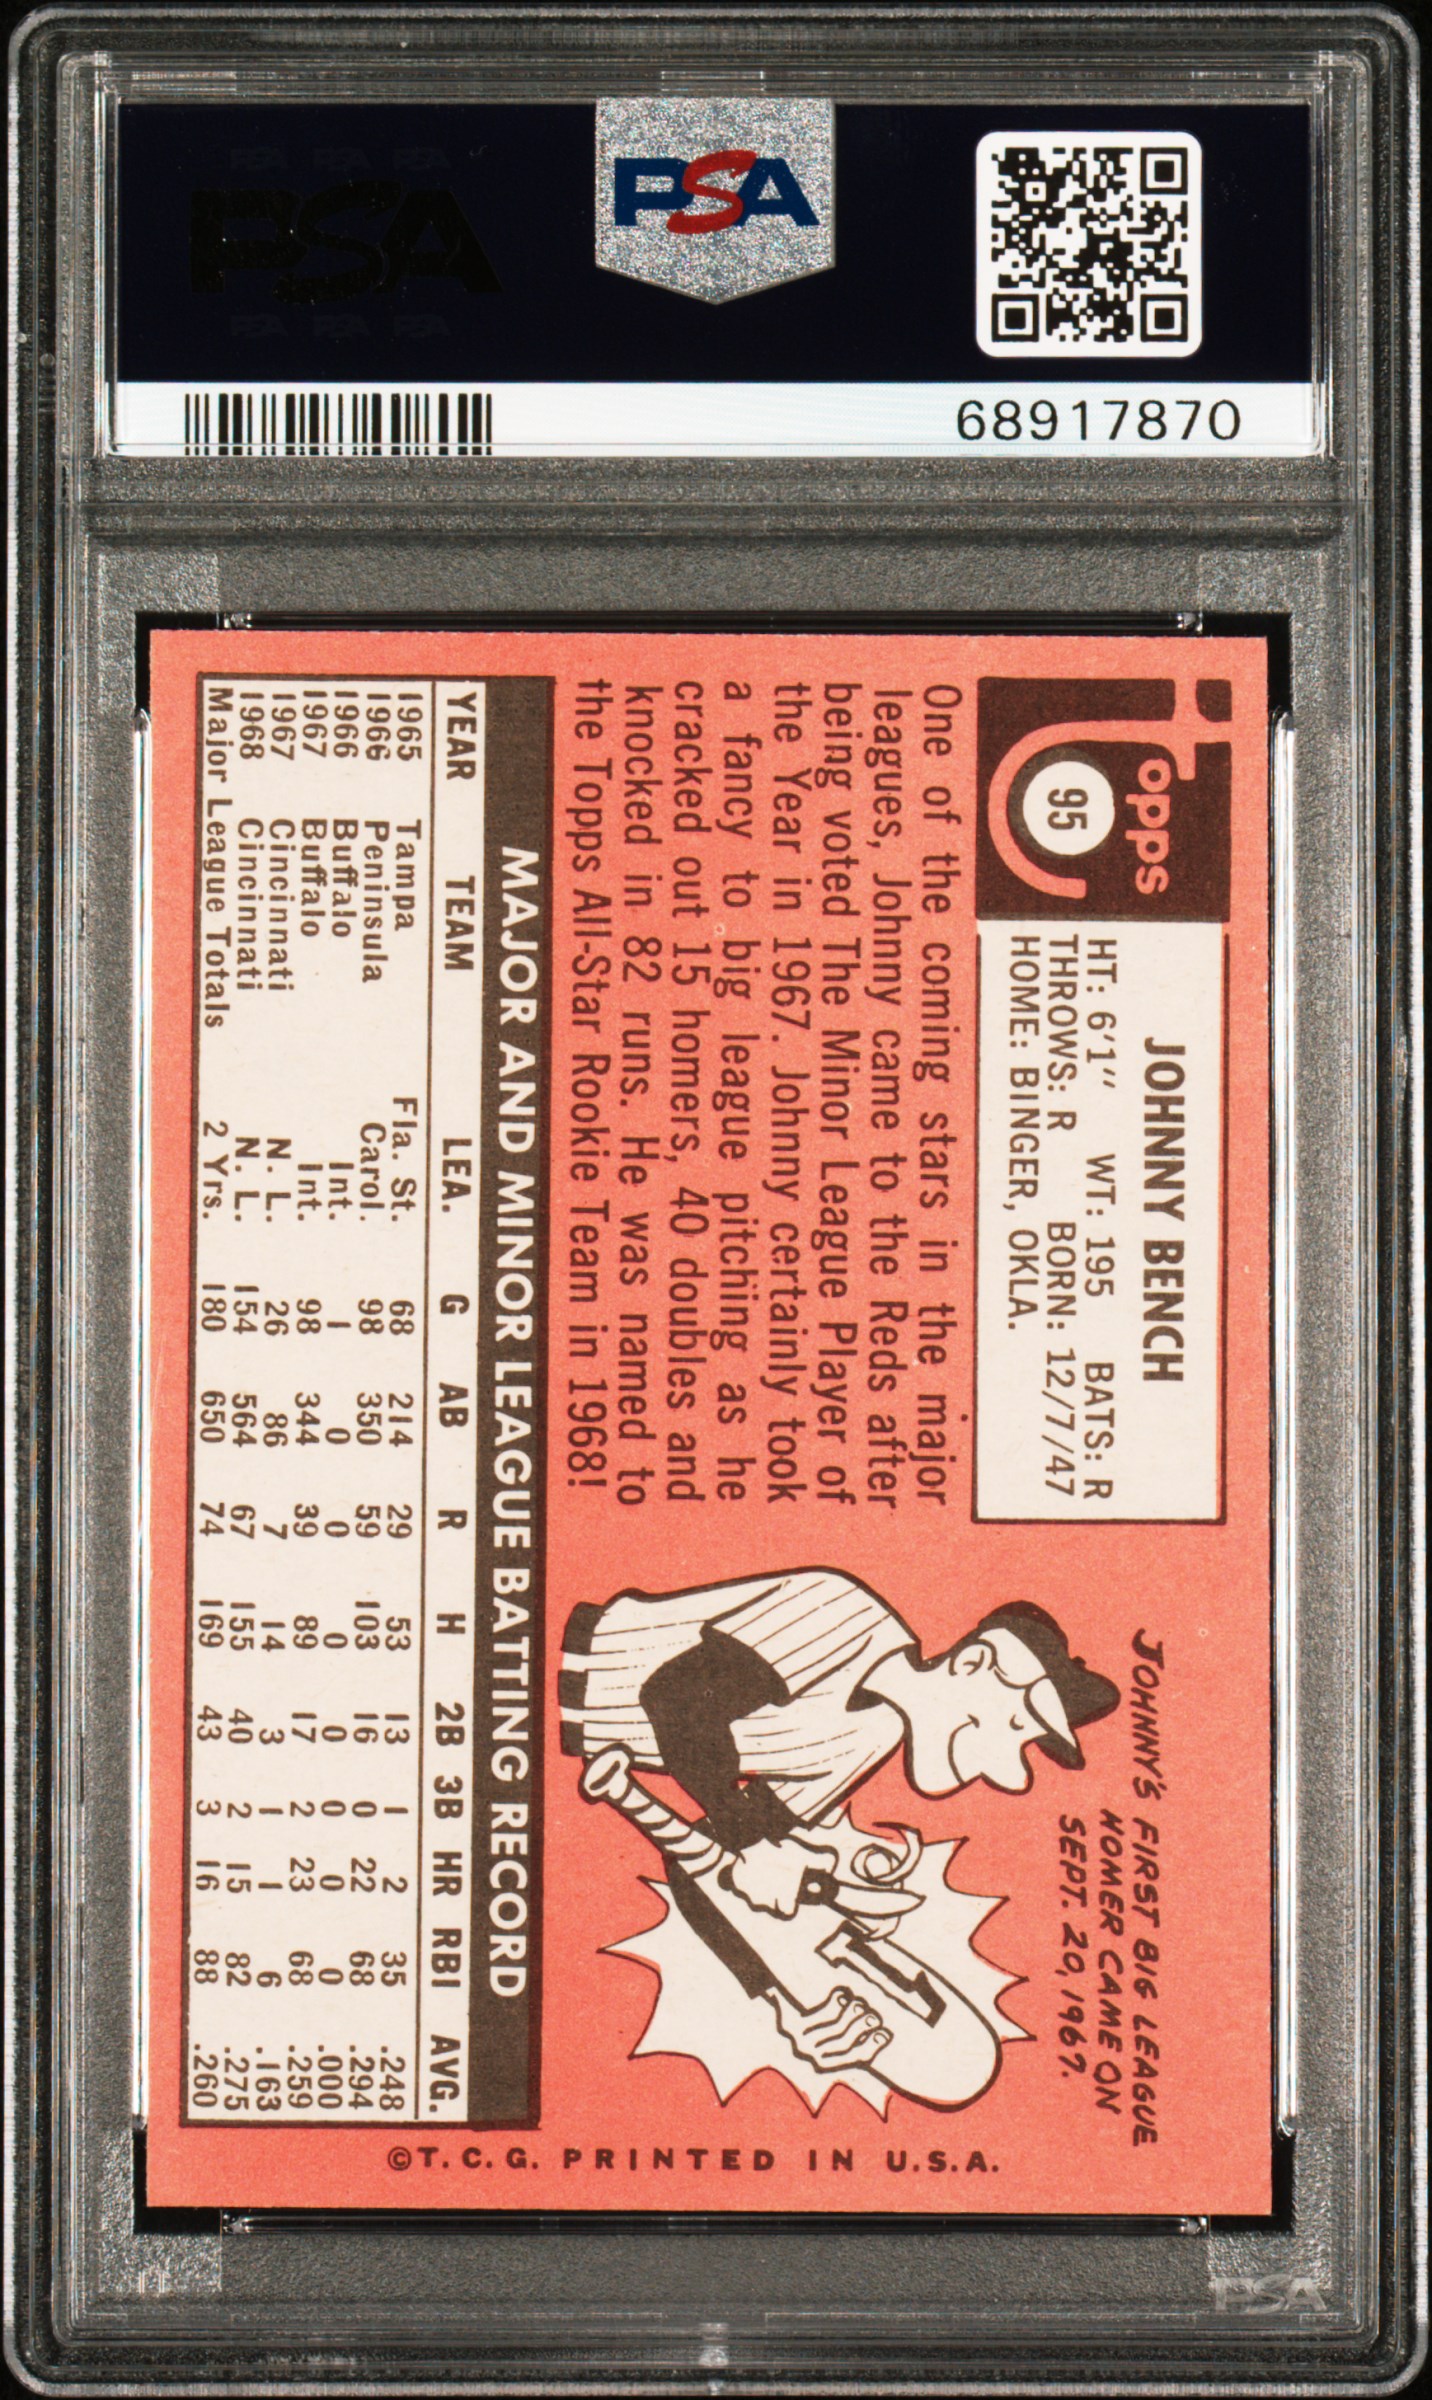 PSA
68917870
Topps
95
JOHNNY BENCH
HT: 6'1" WT: 195 BATS: R
THROWS: R BORN: 12/7/47
HOME: BINGER, OKLA.
One of the coming stars in the major
leagues, Johnny came to the Reds after
being voted The Minor League Player of
the Year in 1967. Johnny certainly took
a fancy to big league pitching as he
cracked out 15 homers, 40 doubles and
knocked in 82 runs. He was named to
the Topps All-Star Rookie Team in 1968!
JOHNNY'S FIRST BIG LEAGUE
HOMER CAME ON
SEPT. 20, 1967.
MAJOR AND MINOR LEAGUE BATTING RECORD
YEAR TEAM LEA. G AB R H 2B 3B HR RBI AVG.
1965 Tampa Fla. St. 68 214 29 53 13 1 2 35 .248
1966 Peninsula Carol. 98 350 59 103 16 0 22 68 .294
1966 Buffalo Int. 1 0 0 0 0 0 0 0 .000
1967 Buffalo Int. 98 344 39 89 17 2 23 68 .259
1967 Cincinnati N. L. 26 86 7 14 3 1 1 6 .163
1968 Cincinnati N. L. 154 564 67 155 40 2 15 82 .275
Major League Totals 2 Yrs. 180 650 74 169 43 3 16 88 .260
©T.C.G. PRINTED IN U.S.A.
PSA